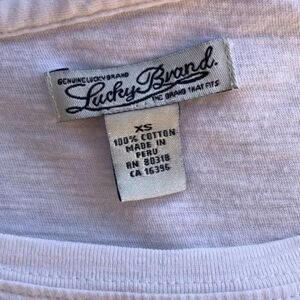 GENUINE LUCKY BRAND
Lucky Brand.
THE BRAND THAT FITS
XS
100% COTTON
MADE IN
PERU
RN 80318
CA 16396